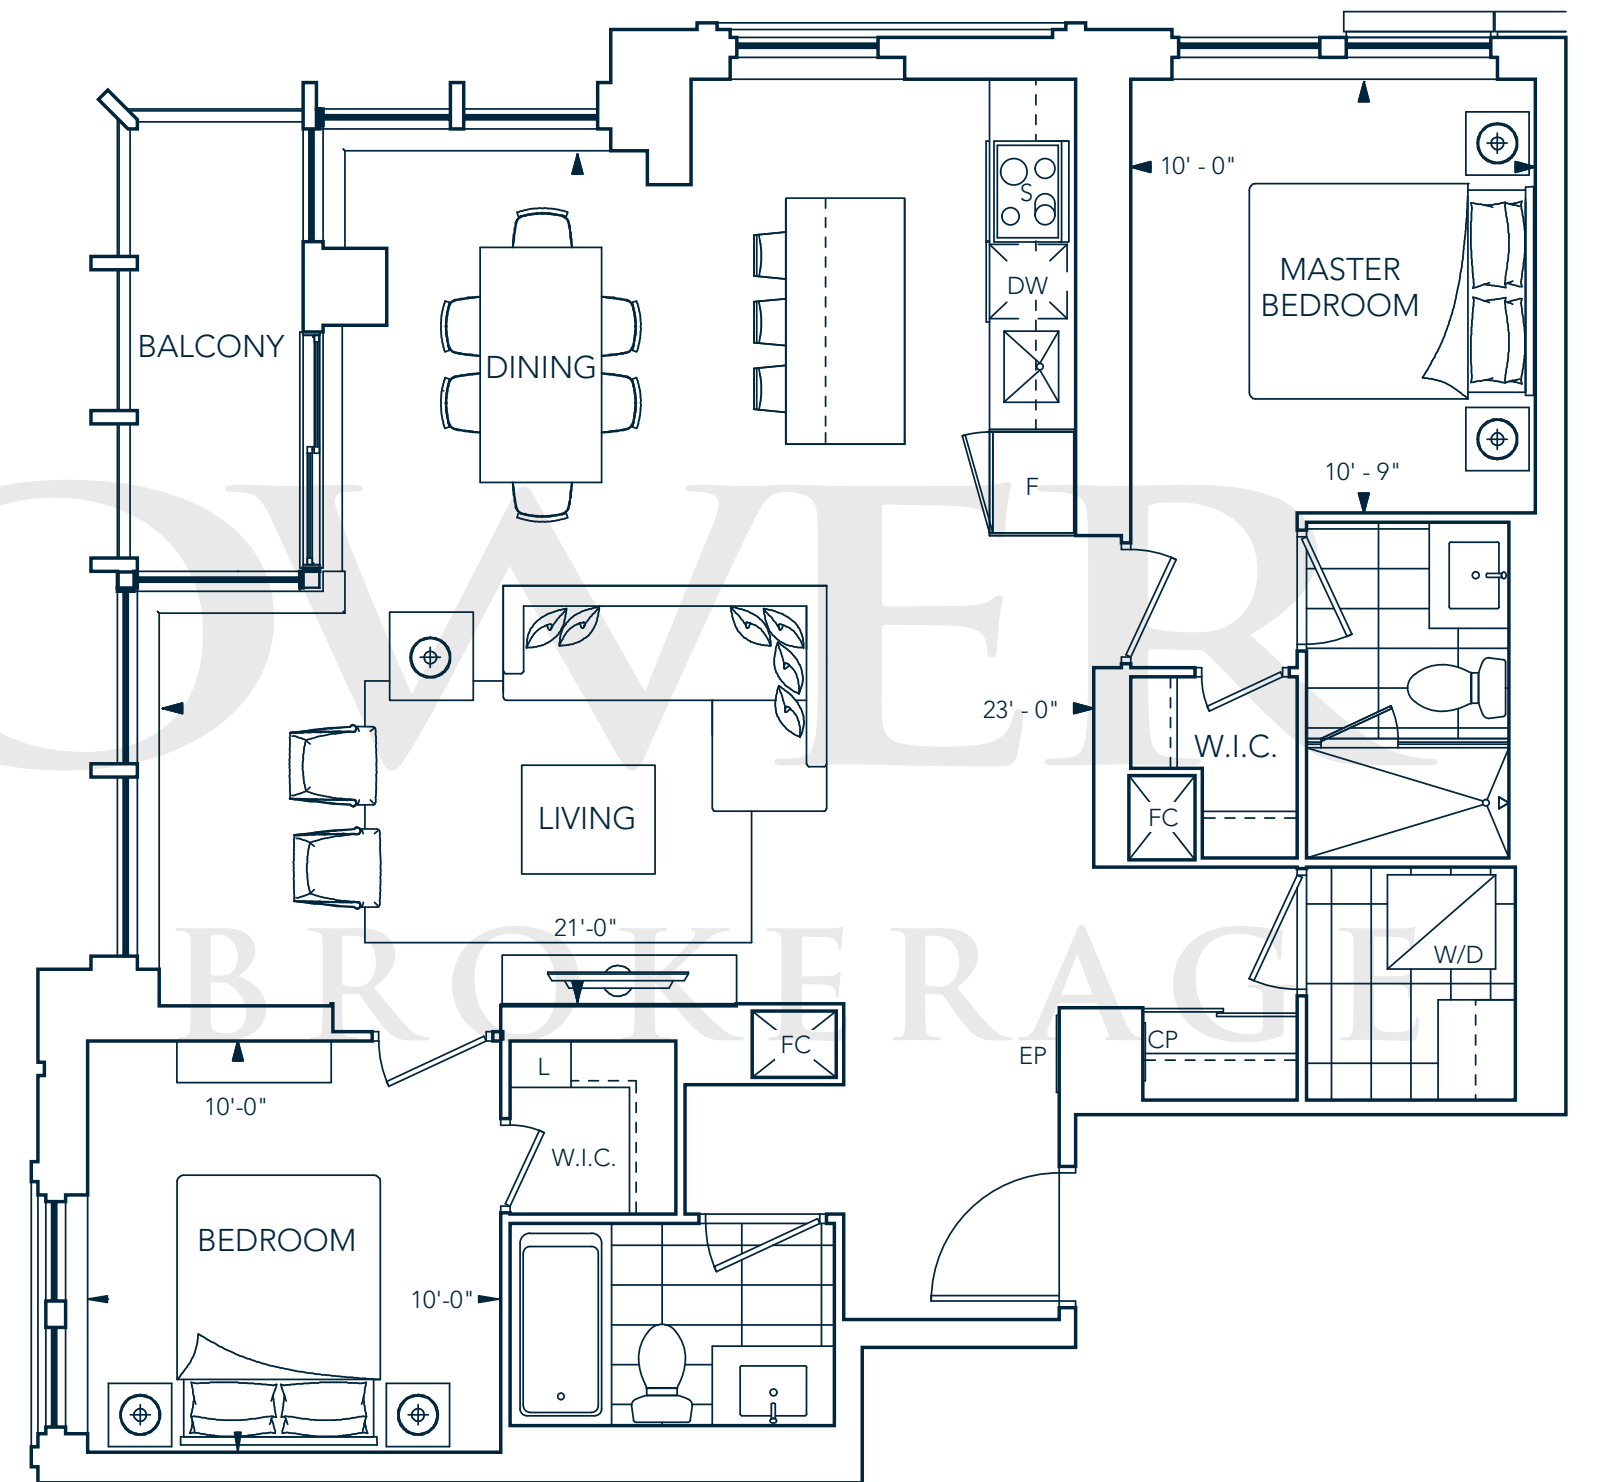 10' - 0"
S
MASTER
BEDROOM
DW
BALCONY
DINING
10' - 9"
F
OWER
23' - 0"
W.I.C.
LIVING
FC
21'-0"
BROKERAGE
W/D
CP
EP
FC
L
10'-0"
W.I.C.
BEDROOM
10'-0"